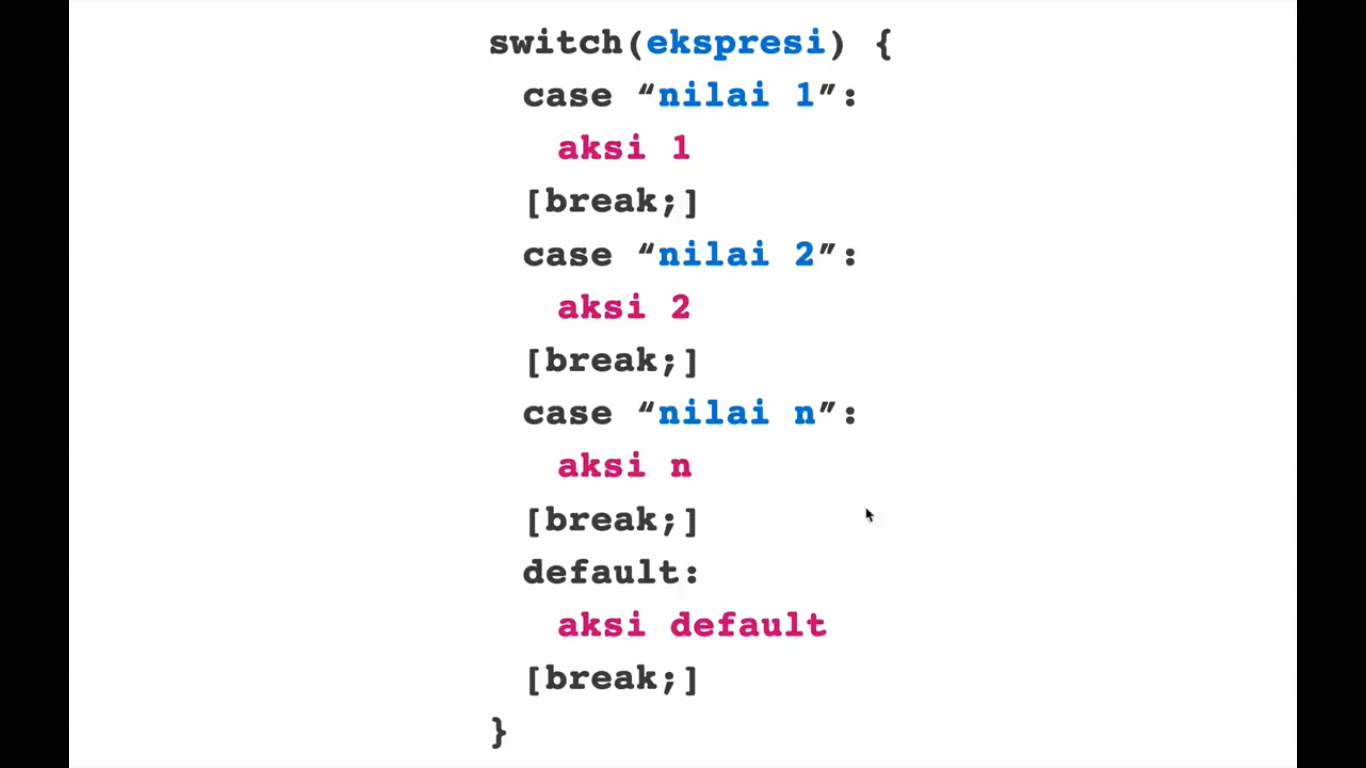 switch(ekspresi) {
case “nilai 1”:
aksi 1
[break;]
case “nilai 2”:
aksi 2
[break;]
case “nilai n”:
aksi n
[break;]
default:
aksi default
[break;]
}